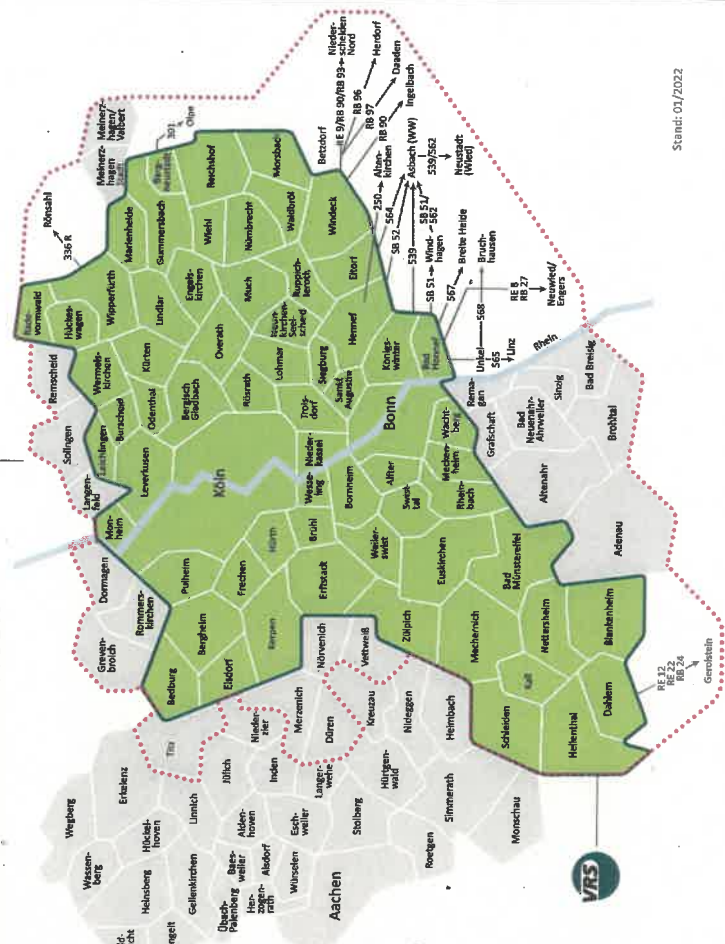 Wegberg
Wassen-
berg
Erkelenz
Hückel-
hoven
Heinsberg
Linnich
Geilenkirchen
Übach-
Palenberg
Baes-
weiler
Alden-
hoven
Jülich
Titz
Nieder-
zier
Inden
Merzenich
Her-
zogen-
rath
Alsdorf
Würselen
Esch-
weiler
Langer-
wehe
Düren
Aachen
Stolberg
Kreuzau
Hürtgen-
wald
Nideggen
Roetgen
Simmerath
Heimbach
Monschau
Nörvenich
Vettweiß
Greven-
broich
Dormagen
Rommers-
kirchen
Bedburg
Bergheim
Pulheim
Elsdorf
Frechen
Kerpen
Hürth
Erftstadt
Brühl
Wesse-
ling
Köln
Langen-
feld
Mon-
heim
Solingen
Leichlingen
Leverkusen
Burscheid
Remscheid
Wermels-
kirchen
Odenthal
Kürten
Bergisch
Gladbach
Rade-
vormwald
Hückes-
wagen
Wipperfürth
Lindlar
Overath
Rösrath
336 R
Rönsahl
Marienheide
Gummersbach
Engels-
kirchen
Meinerz-
hagen
Stadt
Meinerz-
hagen/
Valbert
Berg-
neustadt
301
Olpe
Reichshof
Wiehl
Nümbrecht
Morsbach
Waldbröl
Much
Ruppich-
teroth
Neun-
kirchen-
Seel-
scheid
Lohmar
Siegburg
Trois-
dorf
Nieder-
kassel
Sankt
Augustin
Hennef
Eitorf
Windeck
Königs-
winter
Bad
Honnef
Bonn
Bornheim
Alfter
Wacht-
berg
Mecken-
heim
Rhein-
bach
Swist-
tal
Weiler-
swist
Euskirchen
Zülpich
Mechernich
Bad
Münstereifel
Nettersheim
Kall
Schleiden
Hellenthal
Dahlem
Blankenheim
Betzdorf
RE 9/RB 90/RB 93
Nieder-
schelden
Nord
RB 96
Herdorf
RB 97
Daaden
RB 90
Ingelbach
250
Alten-
kirchen
564
SB 52
Asbach (WW)
539
539/562
Neustadt
(Wied)
SB 51/
562
SB 51
Wind-
hagen
567
Breite Heide
568
Bruch-
hausen
Unkel
565
Linz
RE 8
RB 27
Neuwied/
Engers
Rhein
Rema-
gen
Grafschaft
Sinzig
Bad Breisig
Bad
Neuenahr-
Ahrweiler
Brohltal
Altenahr
Adenau
RE 12
RE 22
RB 24
Gerolstein
VRS
Stand: 01/2022